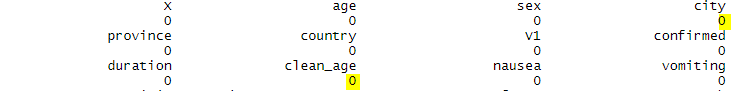 X age sex city
0 0 0 0
province country V1 confirmed
0 0 0 0
duration clean_age nausea vomiting
0 0 0 0